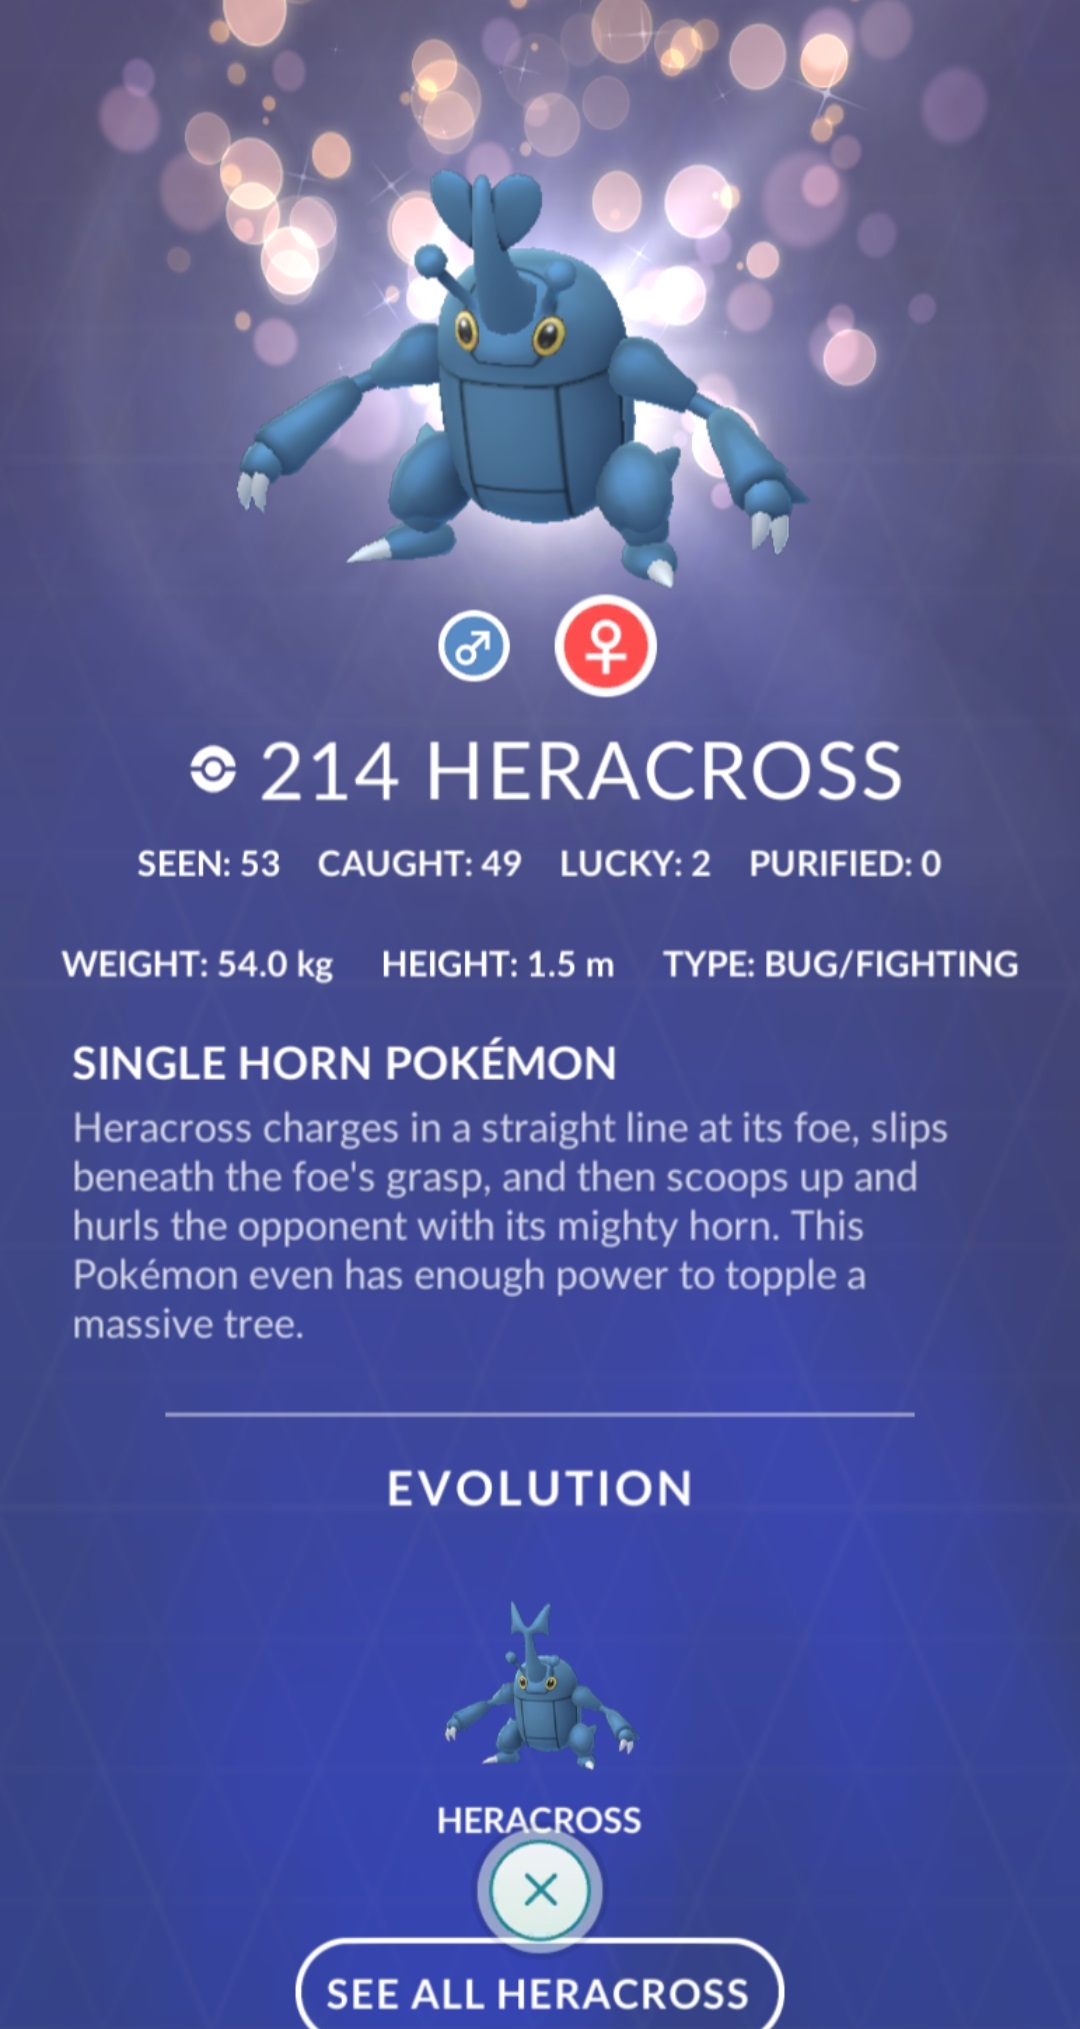 214 HERACROSS
SEEN: 53 CAUGHT: 49 LUCKY: 2 PURIFIED: 0
WEIGHT: 54.0 kg HEIGHT: 1.5 m TYPE: BUG/FIGHTING
SINGLE HORN POKÉMON
Heracross charges in a straight line at its foe, slips
beneath the foe's grasp, and then scoops up and
hurls the opponent with its mighty horn. This
Pokémon even has enough power to topple a
massive tree.
EVOLUTION
HERACROSS
SEE ALL HERACROSS